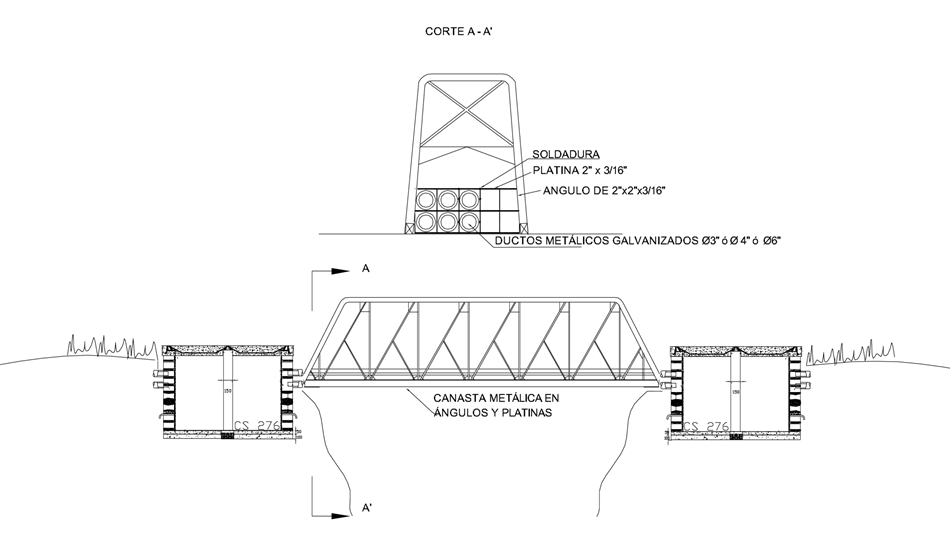 CORTE A - A'
SOLDADURA
PLATINA 2" x 3/16"
ANGULO DE 2"x2"x3/16"
DUCTOS METÁLICOS GALVANIZADOS Ø3" ó Ø 4" ó Ø6"
A
CANASTA METÁLICA EN
ÁNGULOS Y PLATINAS
150
CS 276
150
CS 276
A'